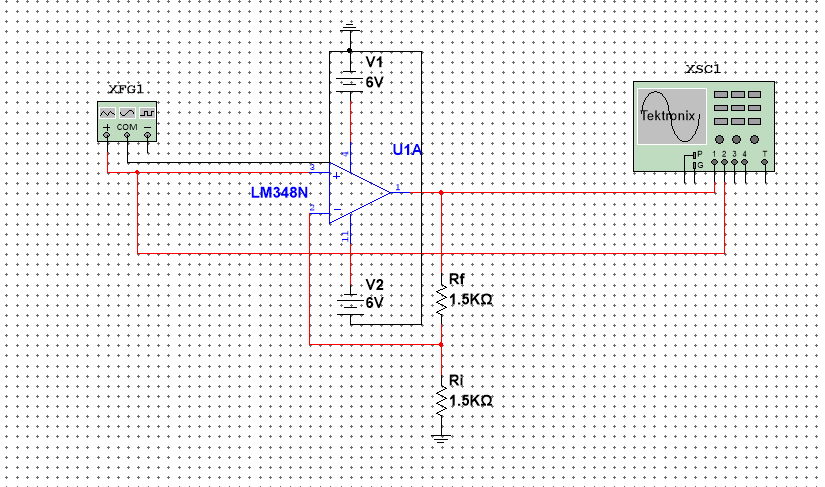 V1
6V
XFG1
+ COM −
XSC1
Tektronix
P
G
1 2 3 4 T
U1A
4
3
+
1
LM348N
2
−
11
V2
6V
Rf
1.5KΩ
Ri
1.5KΩ